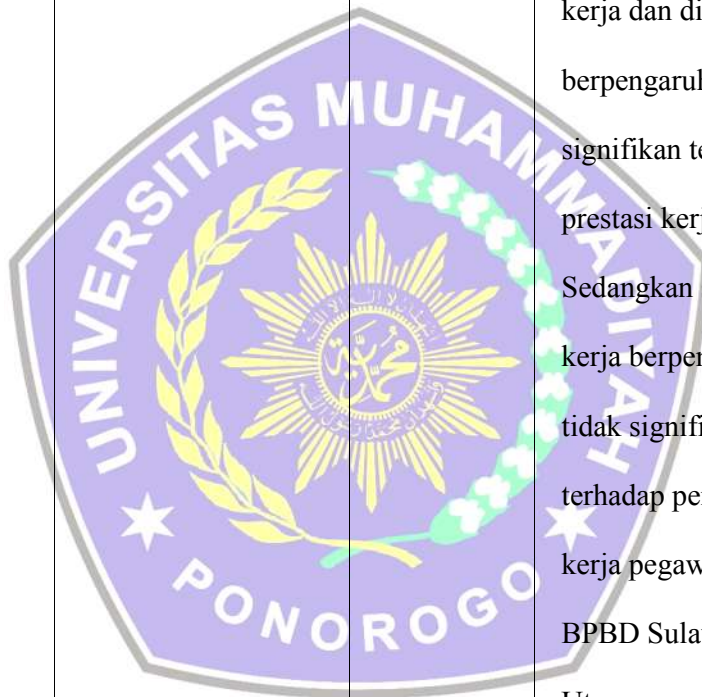 UNIVERSITAS MUHAMMADIYAH
PONOROGO
kerja dan di
berpengaruh
signifikan te
prestasi kerj
Sedangkan
kerja berpe
tidak signifi
terhadap pe
kerja pegaw
BPBD Sula